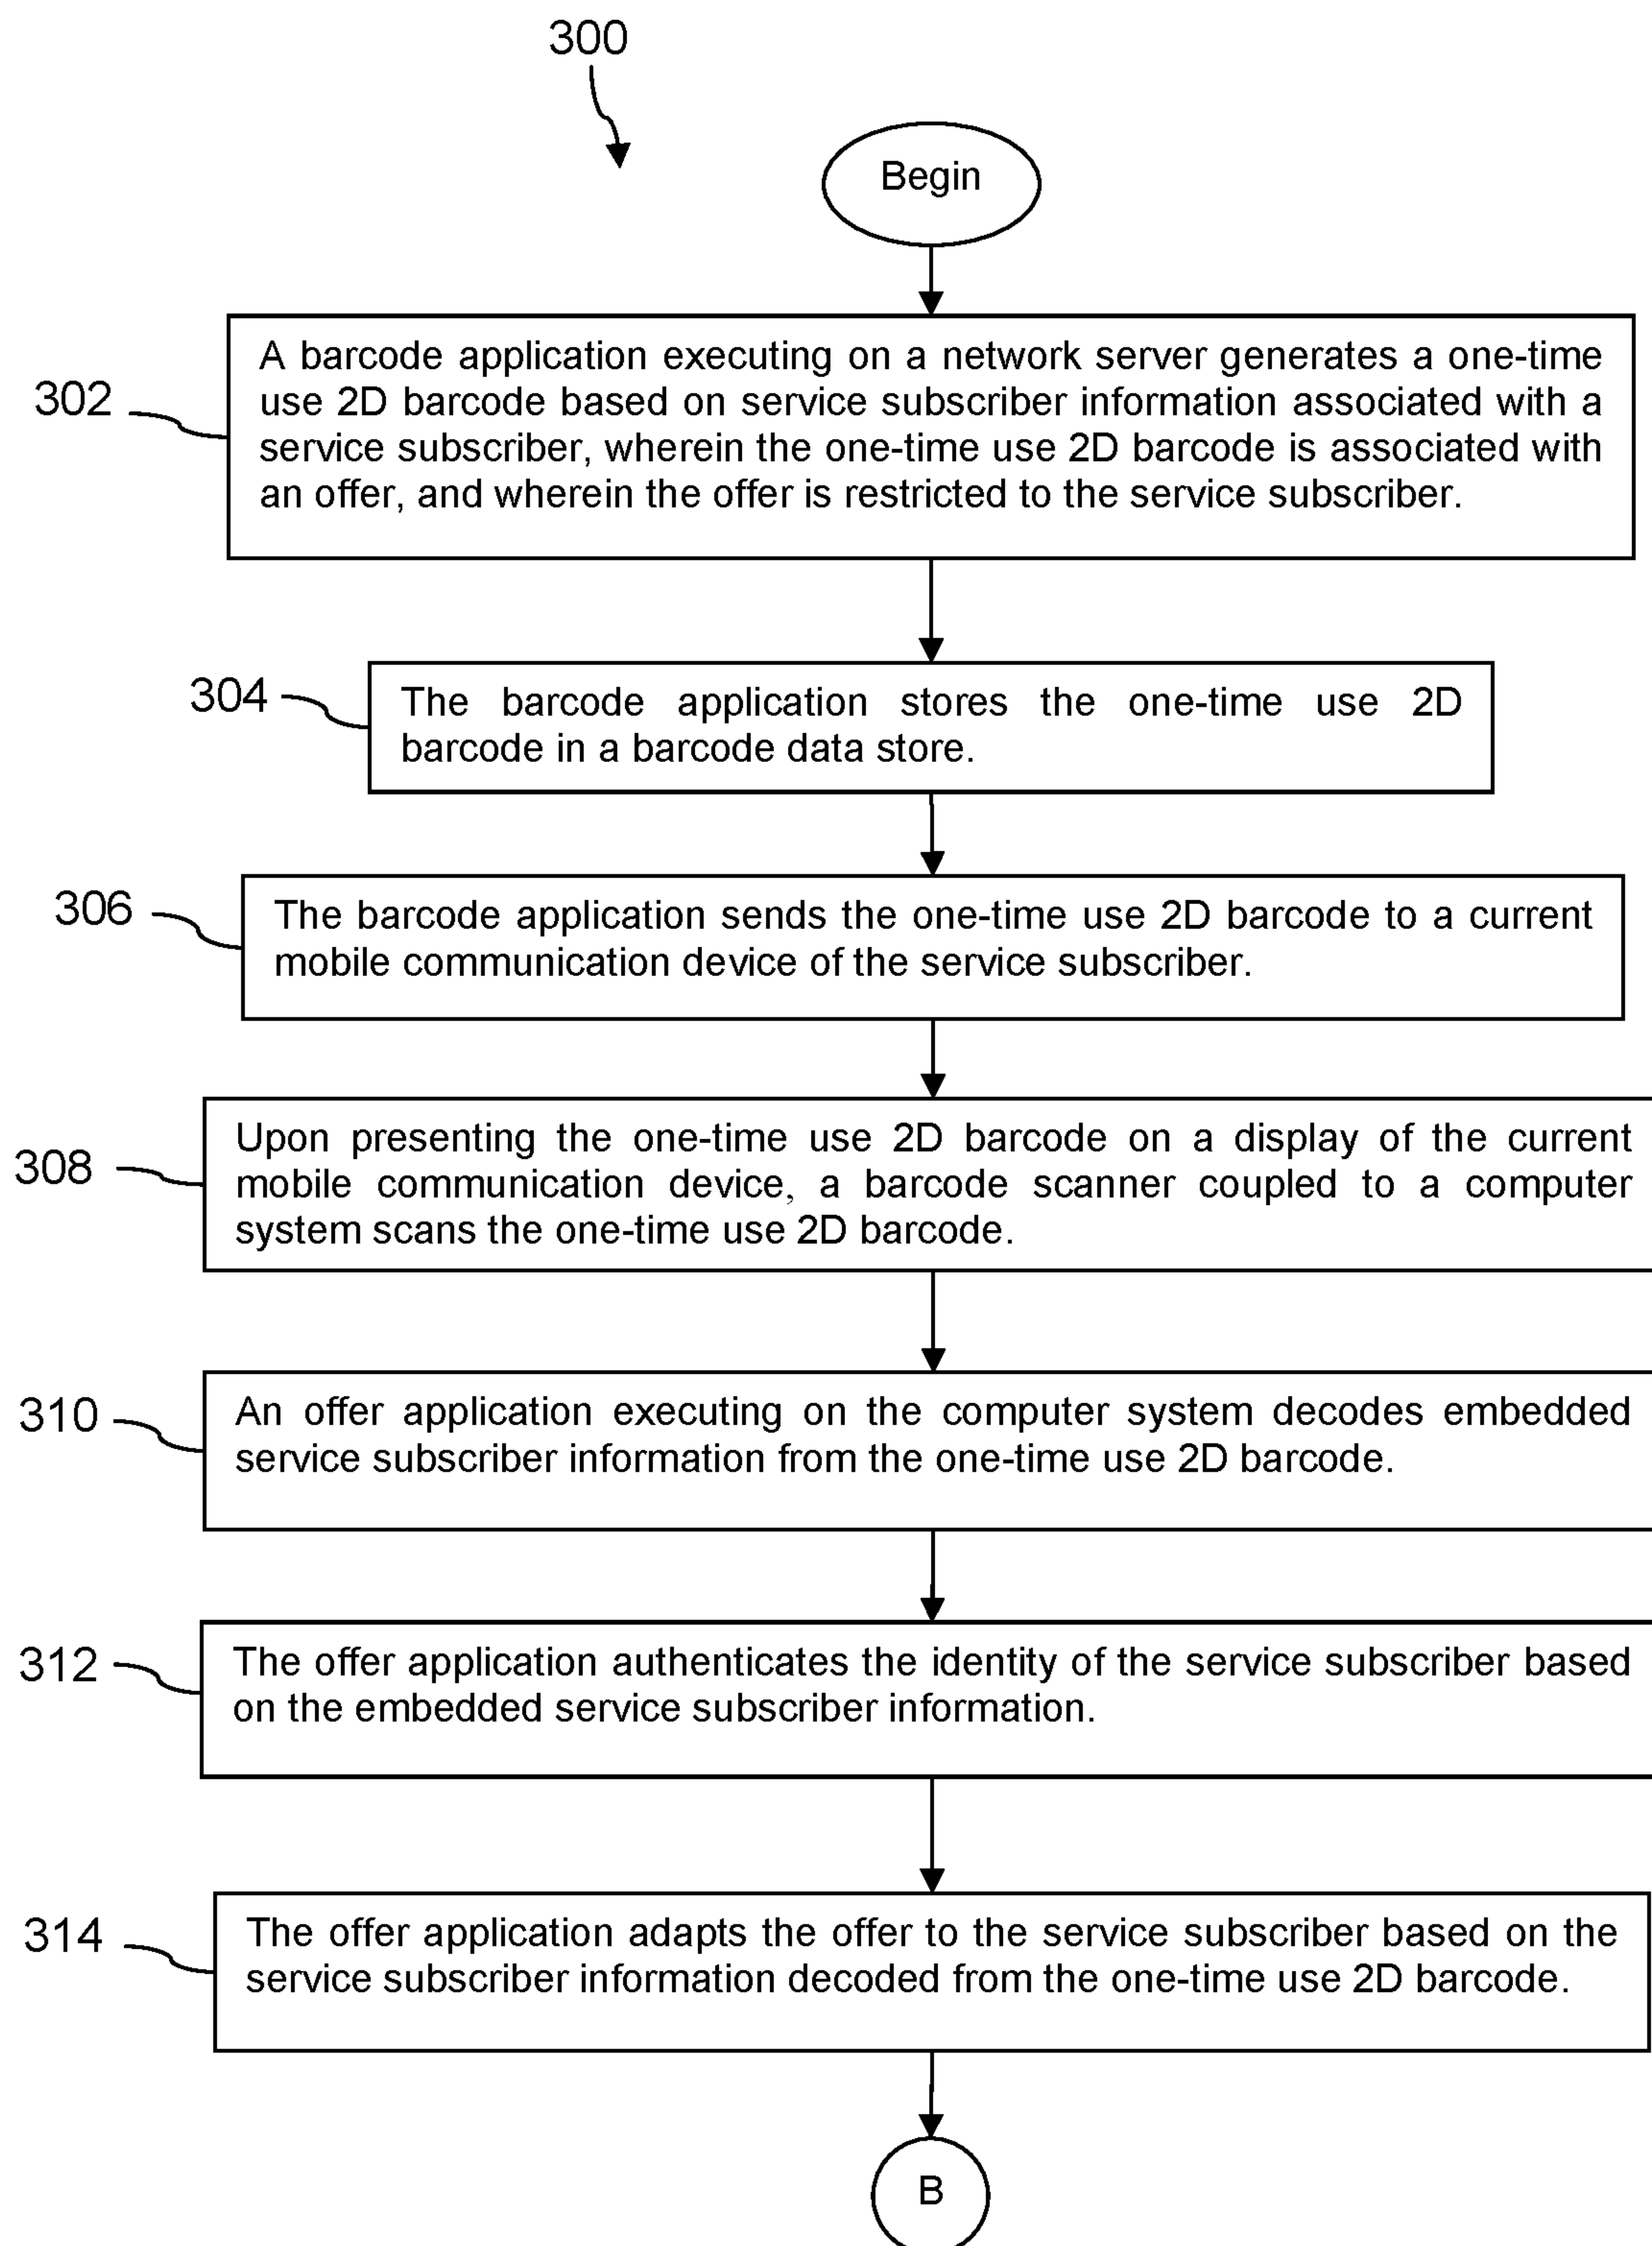 300
Begin
302
A barcode application executing on a network server generates a one-time
use 2D barcode based on service subscriber information associated with a
service subscriber, wherein the one-time use 2D barcode is associated with
an offer, and wherein the offer is restricted to the service subscriber.
304
The barcode application stores the one-time use 2D
barcode in a barcode data store.
306
The barcode application sends the one-time use 2D barcode to a current
mobile communication device of the service subscriber.
308
Upon presenting the one-time use 2D barcode on a display of the current
mobile communication device, a barcode scanner coupled to a computer
system scans the one-time use 2D barcode.
310
An offer application executing on the computer system decodes embedded
service subscriber information from the one-time use 2D barcode.
312
The offer application authenticates the identity of the service subscriber based
on the embedded service subscriber information.
314
The offer application adapts the offer to the service subscriber based on the
service subscriber information decoded from the one-time use 2D barcode.
B